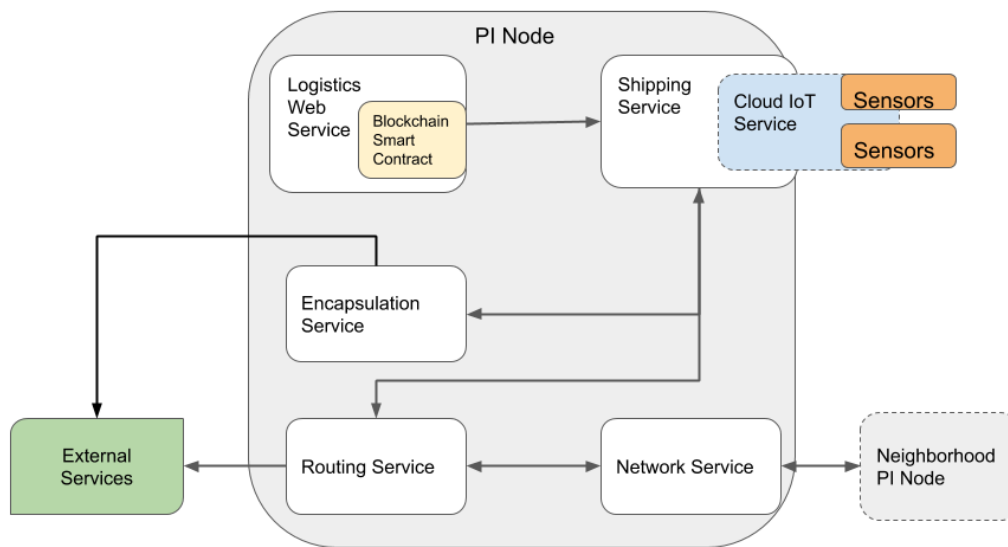 PI Node
Logistics
Web
Service
Blockchain
Smart
Contract
Shipping
Service
Cloud IoT
Service
Sensors
Sensors
Encapsulation
Service
External
Services
Routing Service
Network Service
Neighborhood
PI Node